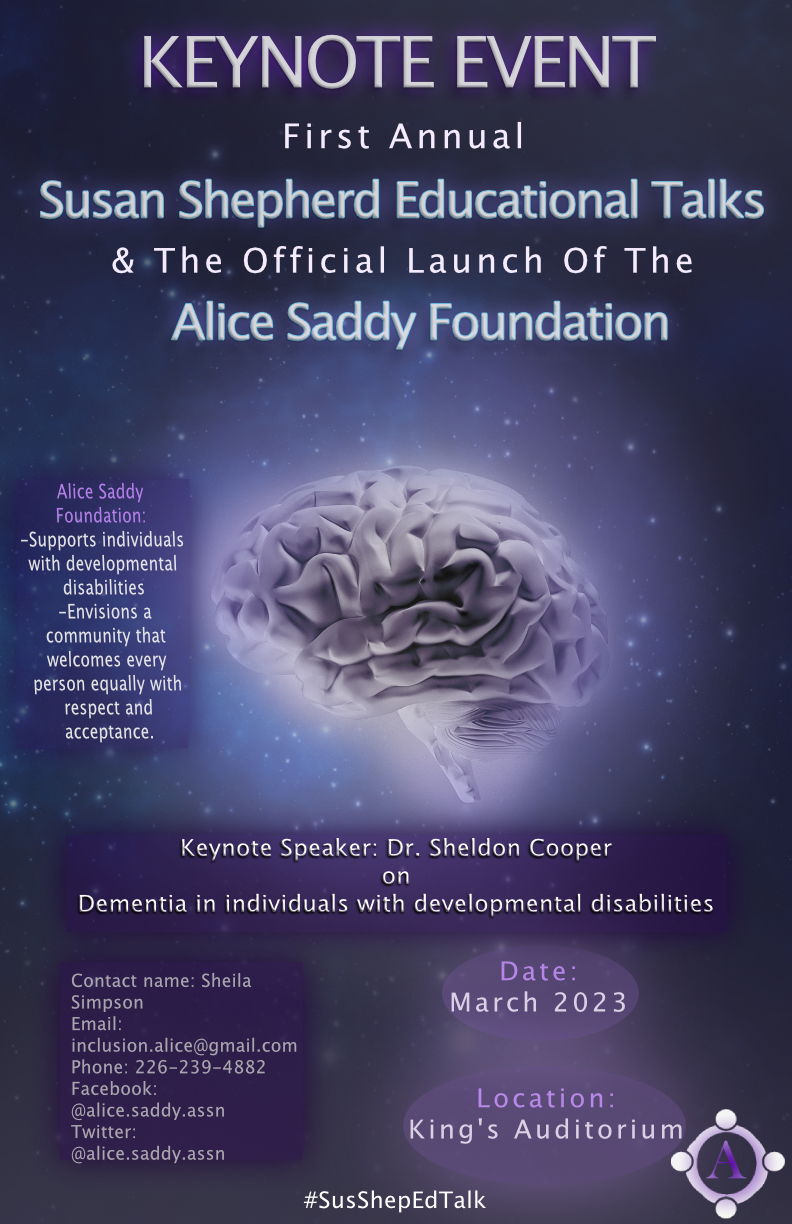 KEYNOTE EVENT
First Annual
Susan Shepherd Educational Talks
& The Official Launch Of The
Alice Saddy Foundation
Alice Saddy
Foundation:
-Supports individuals
with developmental
disabilities
-Envisions a
community that
welcomes every
person equally with
respect and
acceptance.
Keynote Speaker: Dr. Sheldon Cooper
on
Dementia in individuals with developmental disabilities
Contact name: Sheila
Simpson
Email:
inclusion.alice@gmail.com
Phone: 226-239-4882
Facebook:
@alice.saddy.assn
Twitter:
@alice.saddy.assn
Date:
March 2023
Location:
King's Auditorium
A
#SusShepEdTalk